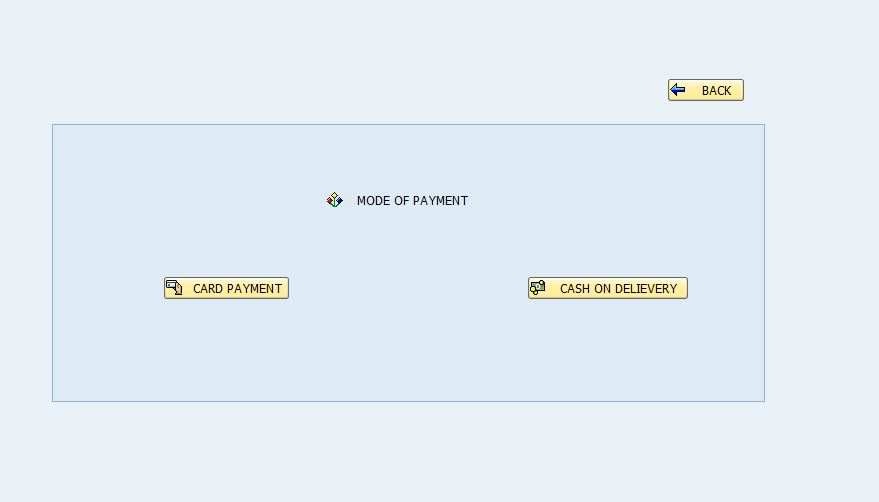 BACK
MODE OF PAYMENT
CARD PAYMENT
CASH ON DELIEVERY